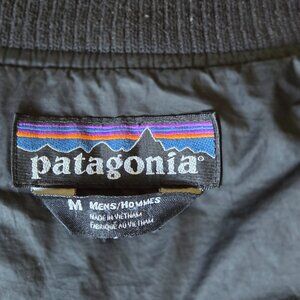 patagonia®
M MENS/HOMMES
MADE IN VIETNAM
FABRIQUÉ AU VIETNAM